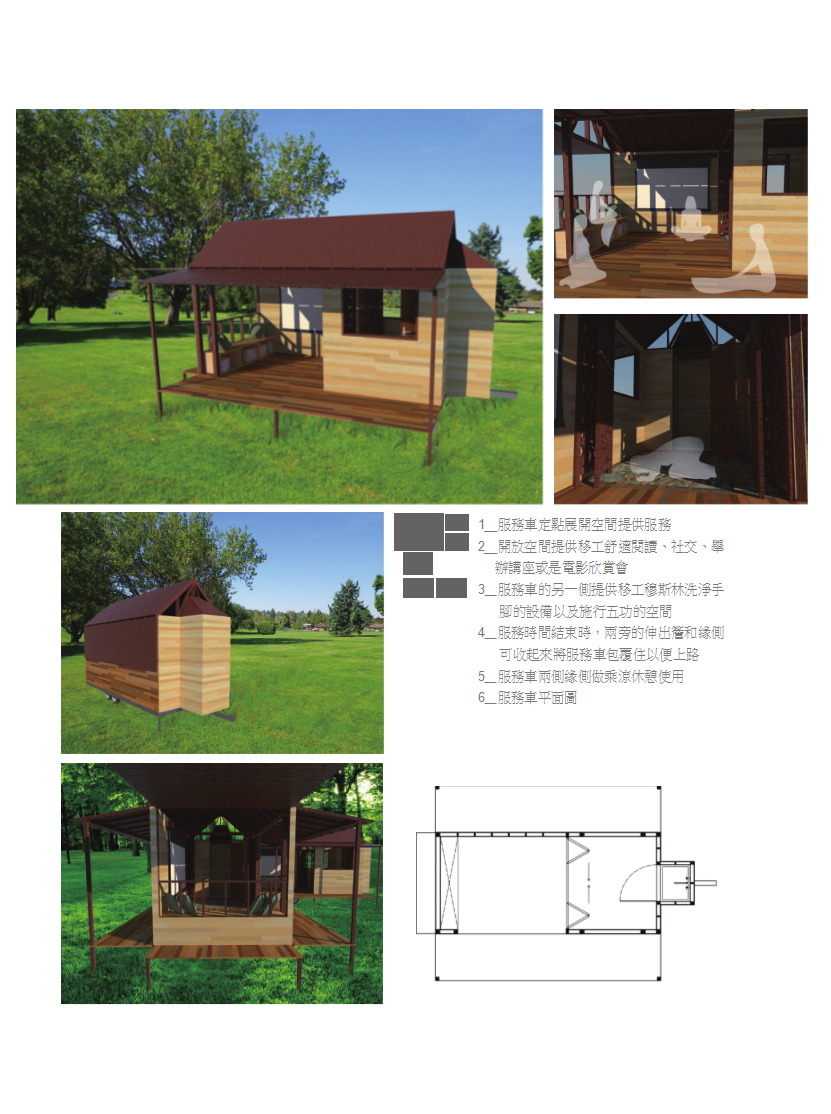 1__服務車定點展開空間提供服務
2__開放空間提供移工舒適閱讀、社交、舉
辦講座或是電影欣賞會
3__服務車的另一側提供移工穆斯林洗淨手
腳的設備以及施行五功的空間
4__服務時間結束時，兩旁的伸出簷和緣側
可收起來將服務車包覆住以便上路
5__服務車兩側緣側做乘涼休憩使用
6__服務車平面圖